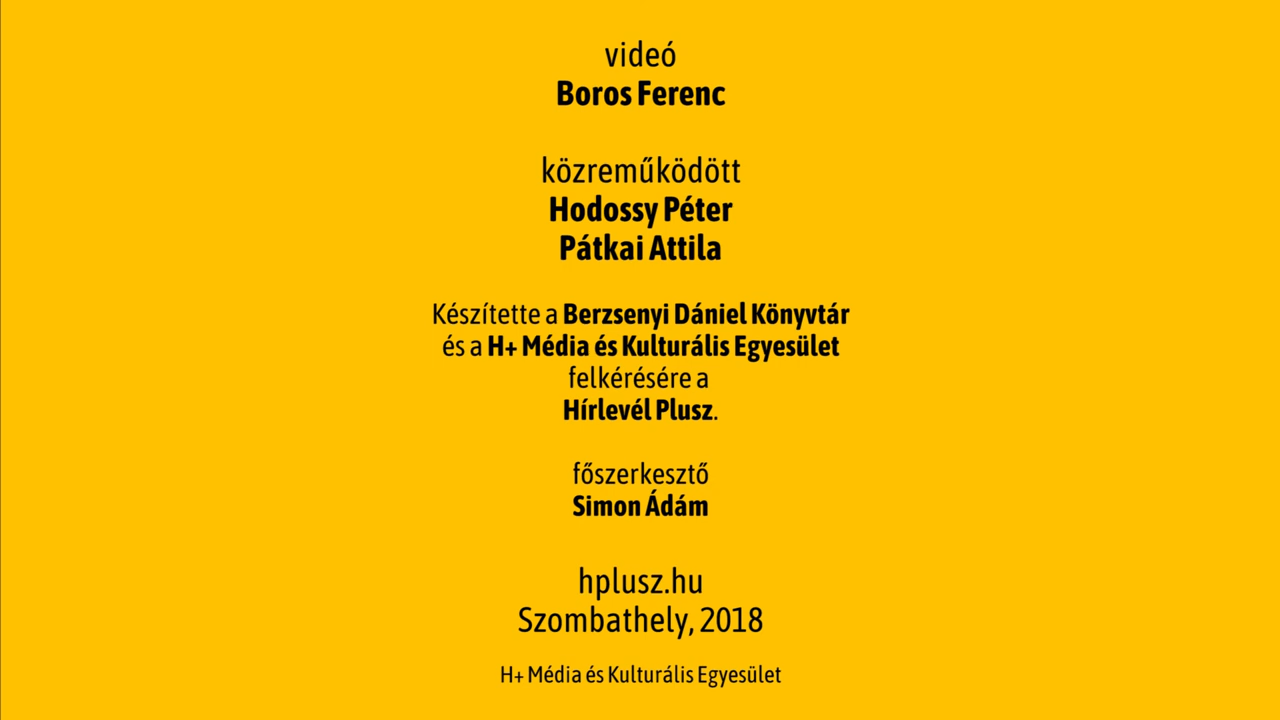 videó
Boros Ferenc
közreműködött
Hodossy Péter
Pátkai Attila
Készítette a Berzsenyi Dániel Könyvtár
és a H+ Média és Kulturális Egyesület
felkérésére a
Hírlevél Plusz.
főszerkesztő
Simon Ádám
hplusz.hu
Szombathely, 2018
H+ Média és Kulturális Egyesület